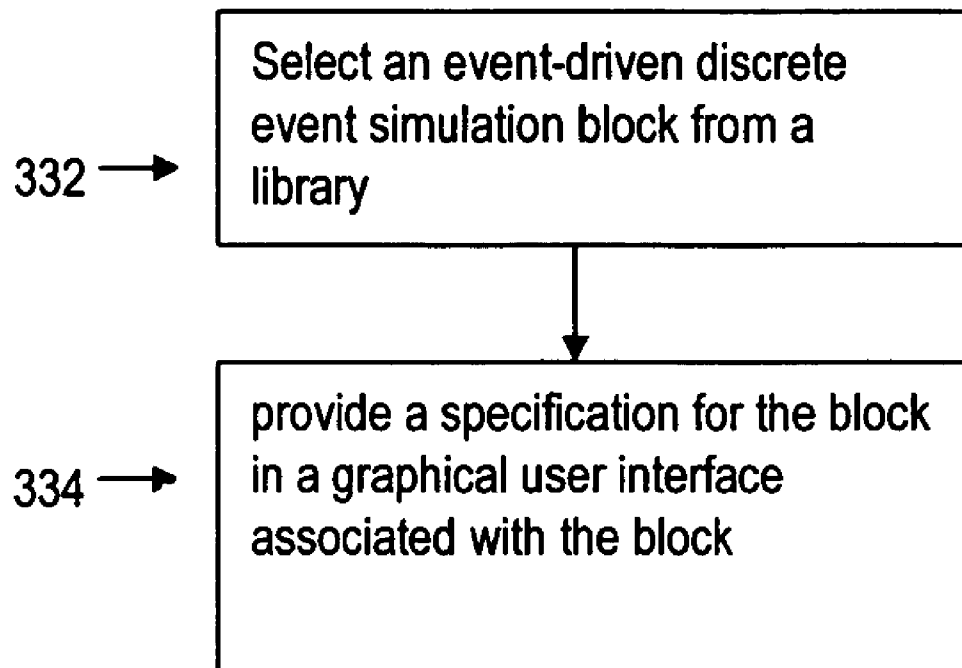 Select an event-driven discrete
event simulation block from a
library
332
provide a specification for the block
in a graphical user interface
associated with the block
334